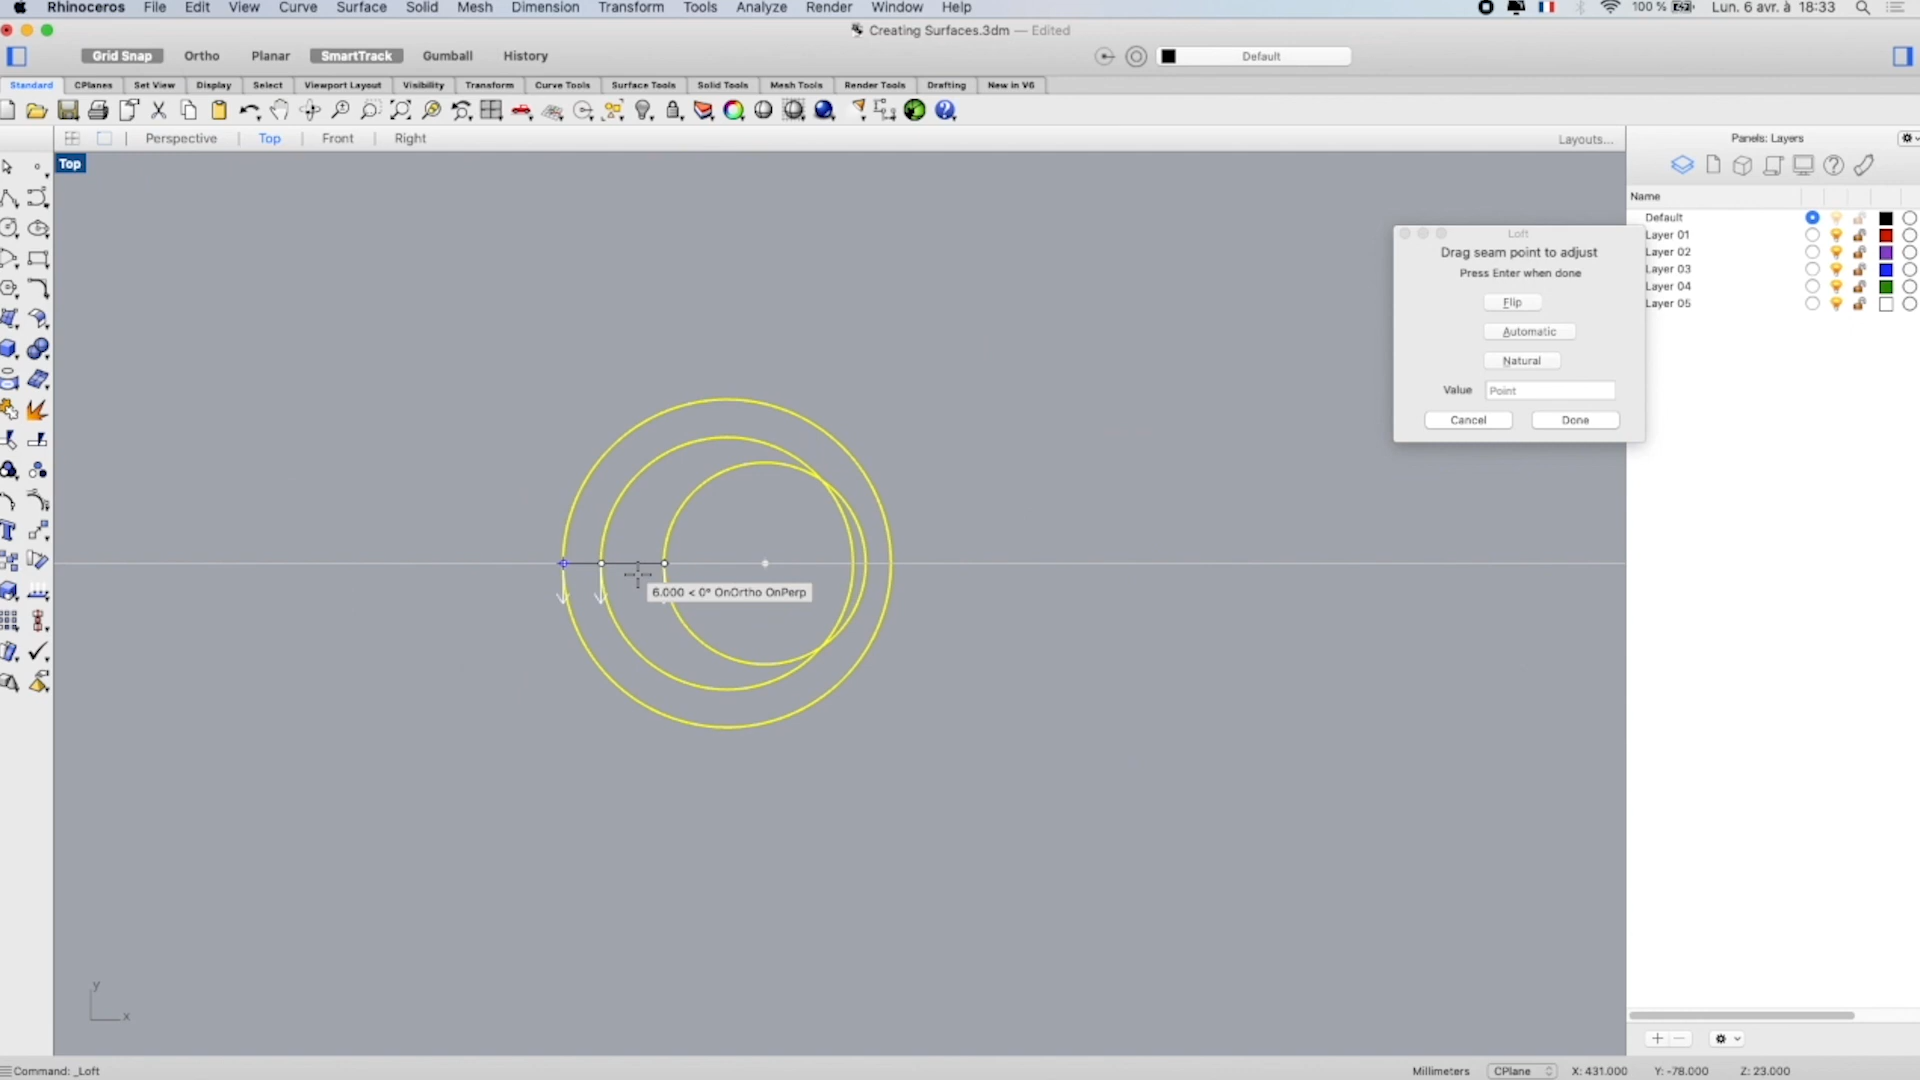 Rhinoceros File Edit View Curve Surface Solid Mesh Dimension Transform Tools Analyze Render Window Help 100 % Lun. 6 avr. à 18:33
Creating Surfaces.3dm — Edited
Grid Snap Ortho Planar SmartTrack Gumball History Default
Standard CPlanes Set View Display Select Viewport Layout Visibility Transform Curve Tools Surface Tools Solid Tools Mesh Tools Render Tools Drafting New in V6
Perspective Top Front Right Layouts... Panels: Layers
Top
Name
Default
Layer 01
Layer 02
Layer 03
Layer 04
Layer 05
Loft
Drag seam point to adjust
Press Enter when done
Flip
Automatic
Natural
Value Point
Cancel Done
6.000 < 0° OnOrtho OnPerp
y
x
Command: _Loft Millimeters CPlane X: 431.000 Y: -78.000 Z: 23.000